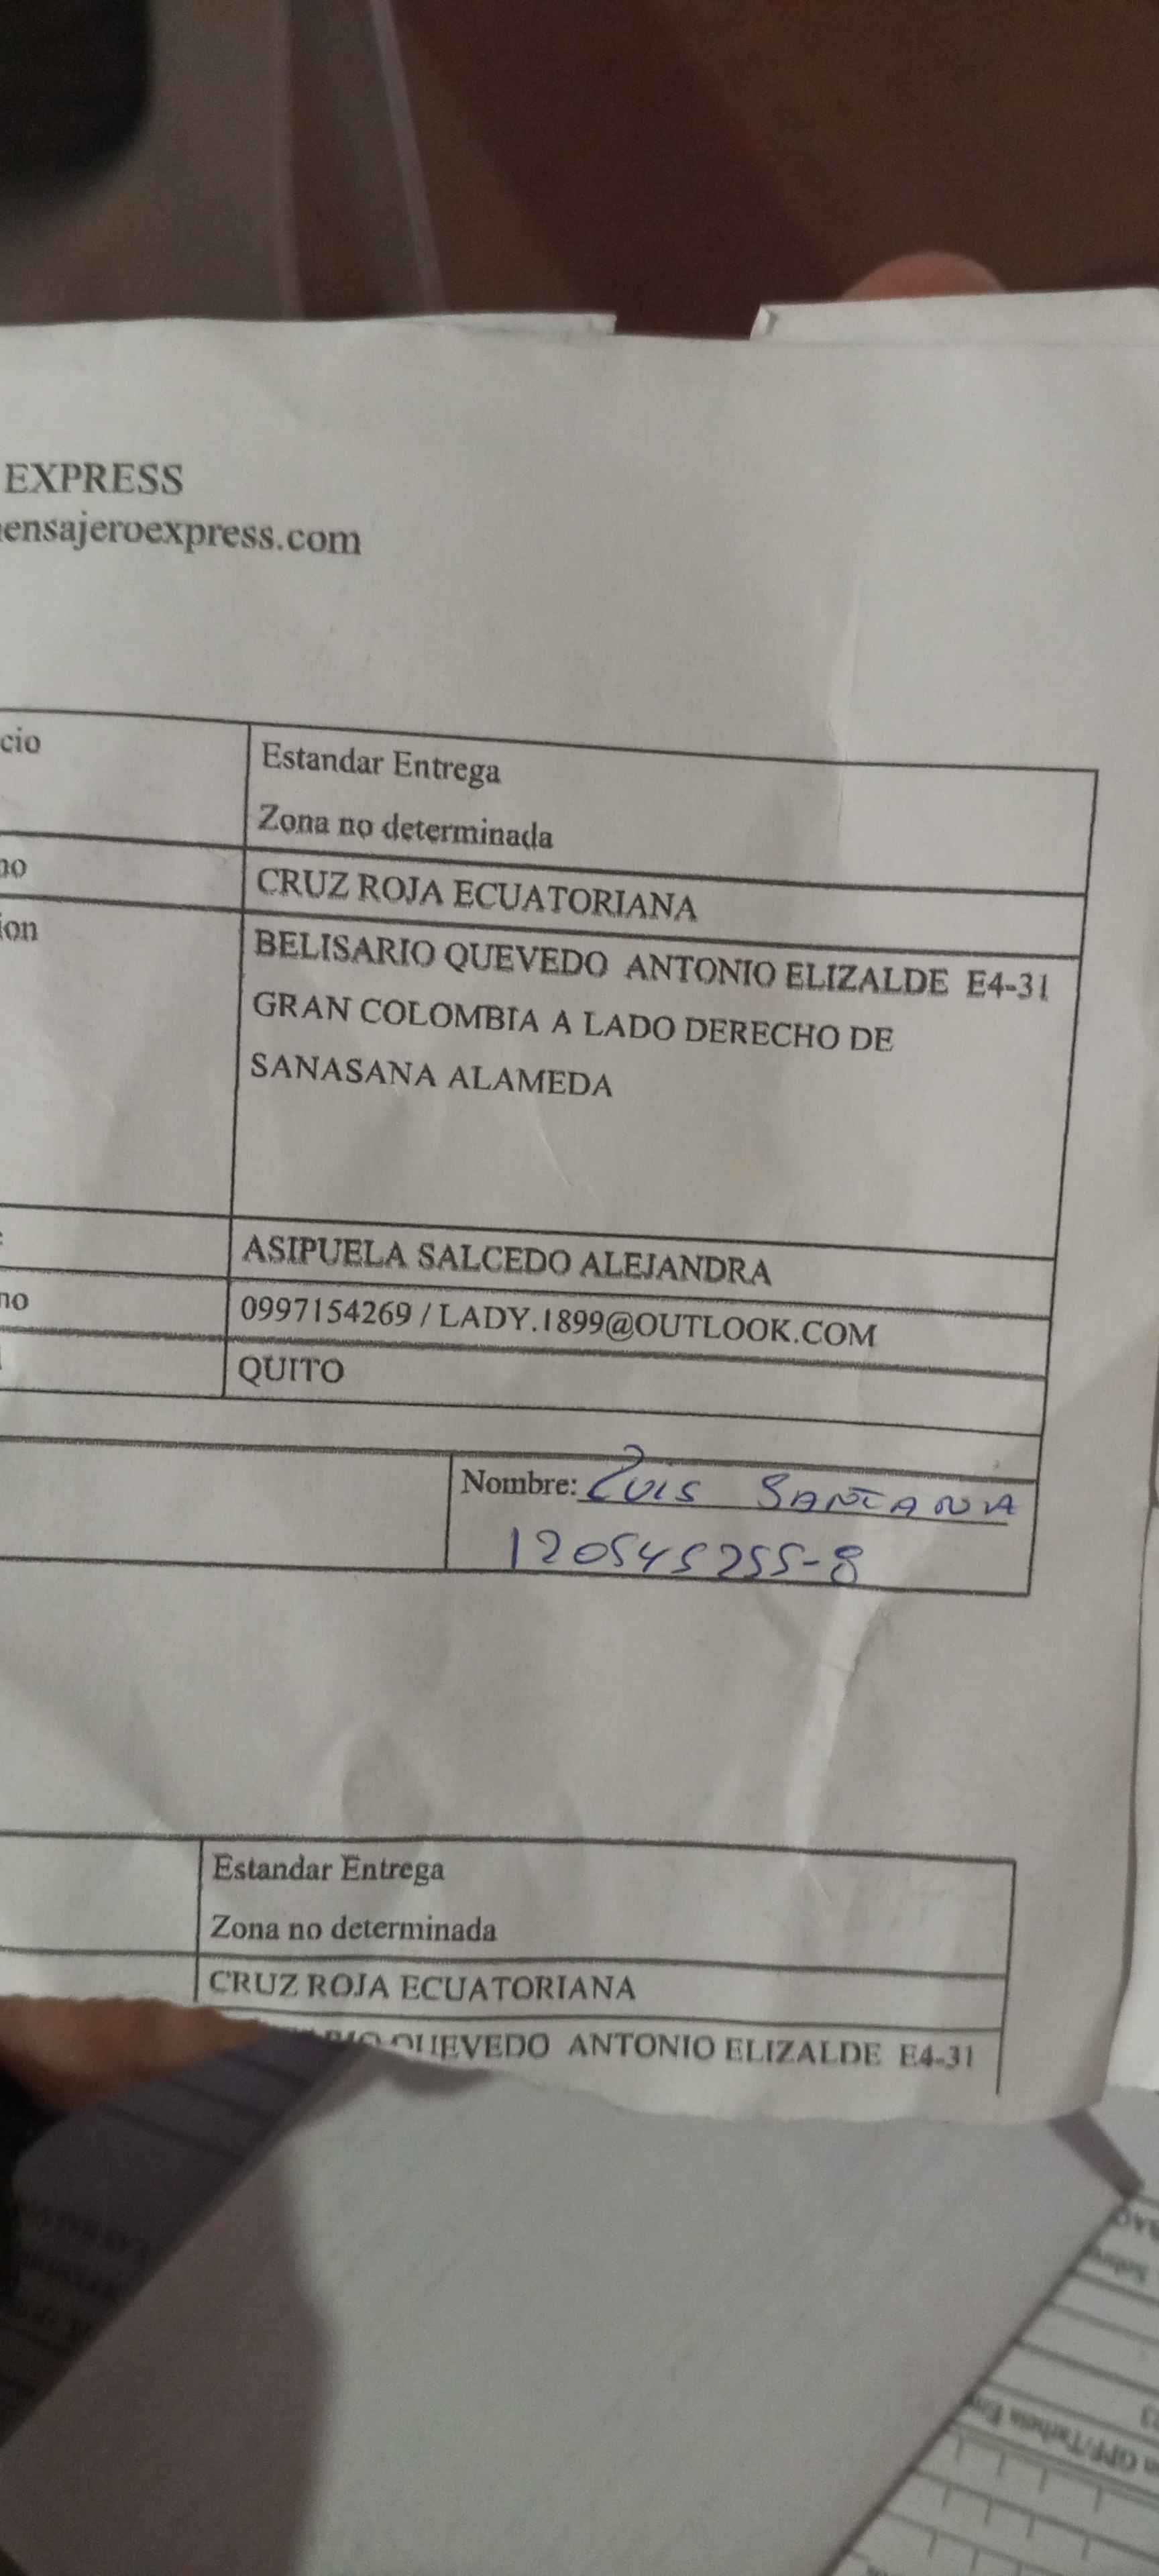 EXPRESS
ensajeroexpress.com
cio
Estandar Entrega
Zona no determinada
no
CRUZ ROJA ECUATORIANA
ion
BELISARIO QUEVEDO ANTONIO ELIZALDE E4-31
GRAN COLOMBIA A LADO DERECHO DE
SANASANA ALAMEDA
ASIPUELA SALCEDO ALEJANDRA
no
0997154269 / LADY.1899@OUTLOOK.COM
QUITO
Nombre: Luis SANTANA
120545255-8
Estandar Entrega
Zona no determinada
CRUZ ROJA ECUATORIANA
QUEVEDO ANTONIO ELIZALDE E4-31